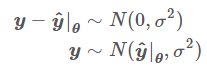 y − ŷ|θ ∼ N(0, σ²)
y ∼ N(ŷ|θ, σ²)